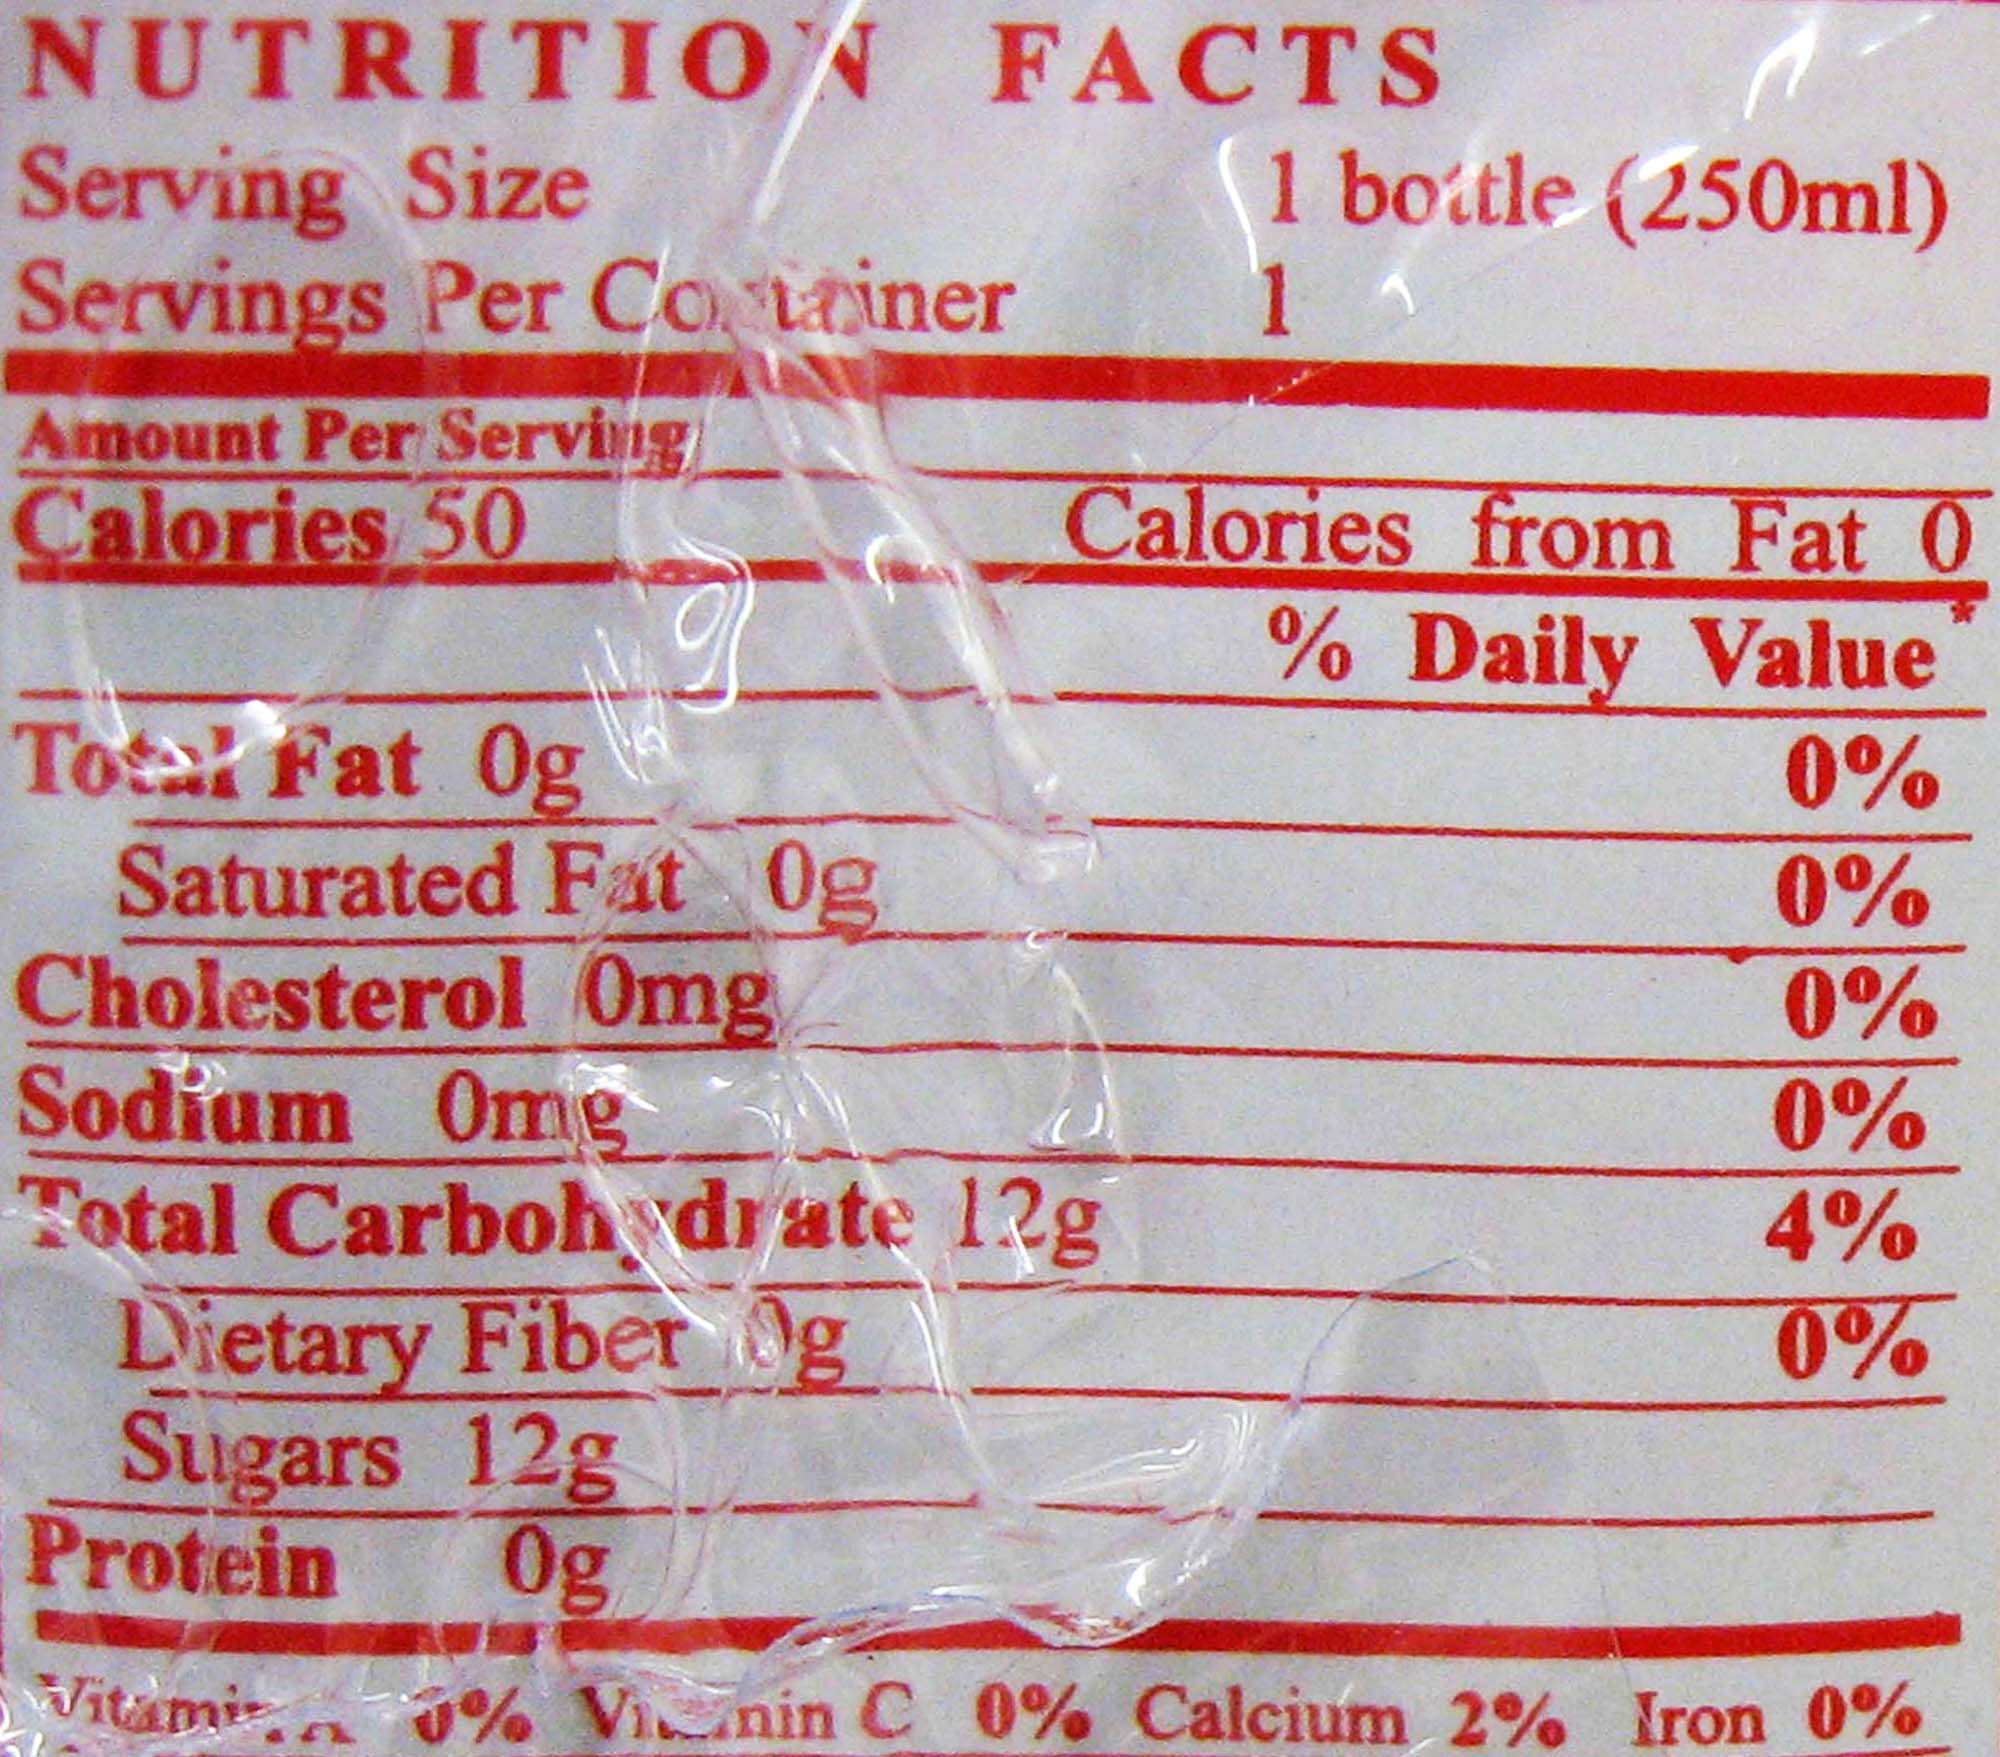 NUTRITION FACTS
Serving Size 1 bottle (250ml)
Servings Per Container 1
Amount Per Serving
Calories 50 Calories from Fat 0
% Daily Value*
Total Fat 0g 0%
Saturated Fat 0g 0%
Cholesterol 0mg 0%
Sodium 0mg 0%
Total Carbohydrate 12g 4%
Dietary Fiber 0g 0%
Sugars 12g
Protein 0g
Vitamin A 0% Vitamin C 0% Calcium 2% Iron 0%